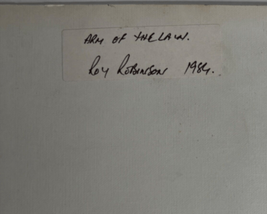 ARM OF THE LAW.
Roy Robinson 1984.